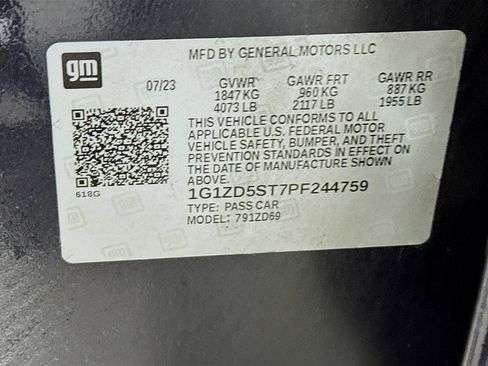 gm
MFD BY GENERAL MOTORS LLC
07/23 GVWR GAWR FRT GAWR RR
1847 KG 960 KG 887 KG
4073 LB 2117 LB 1955 LB
THIS VEHICLE CONFORMS TO ALL
APPLICABLE U.S. FEDERAL MOTOR
VEHICLE SAFETY, BUMPER, AND THEFT
PREVENTION STANDARDS IN EFFECT ON
THE DATE OF MANUFACTURE SHOWN
ABOVE
618G
1G1ZD5ST7PF244759
TYPE: PASS CAR
MODEL: 791ZD69